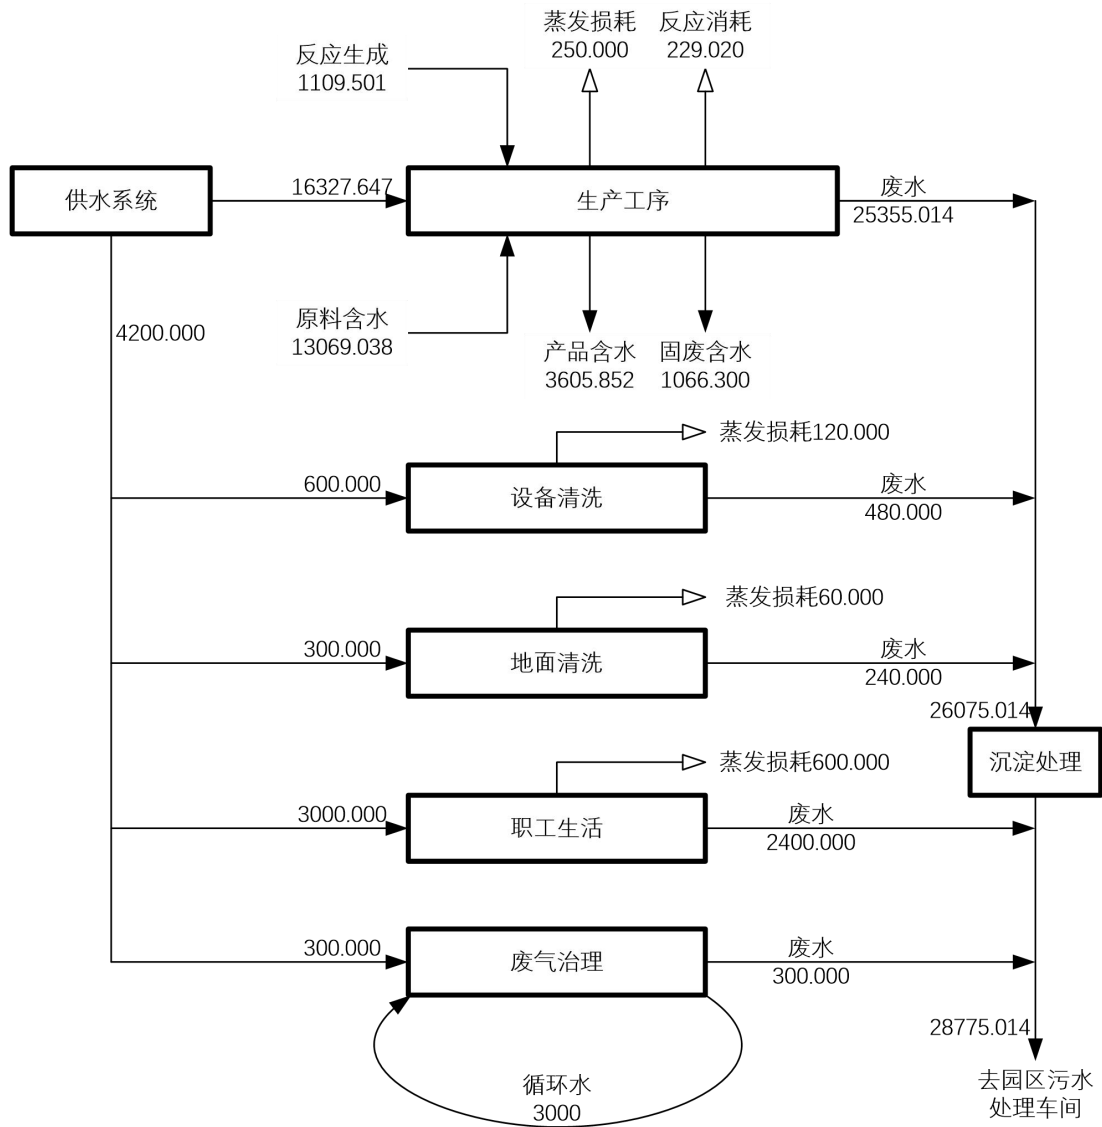 蒸发损耗
250.000
反应消耗
229.020
反应生成
1109.501
供水系统
16327.647
生产工序
废水
25355.014
4200.000
原料含水
13069.038
产品含水
3605.852
固废含水
1066.300
蒸发损耗120.000
600.000
设备清洗
废水
480.000
蒸发损耗60.000
300.000
地面清洗
废水
240.000
26075.014
沉淀处理
蒸发损耗600.000
3000.000
职工生活
废水
2400.000
300.000
废气治理
废水
300.000
28775.014
循环水
3000
去园区污水
处理车间